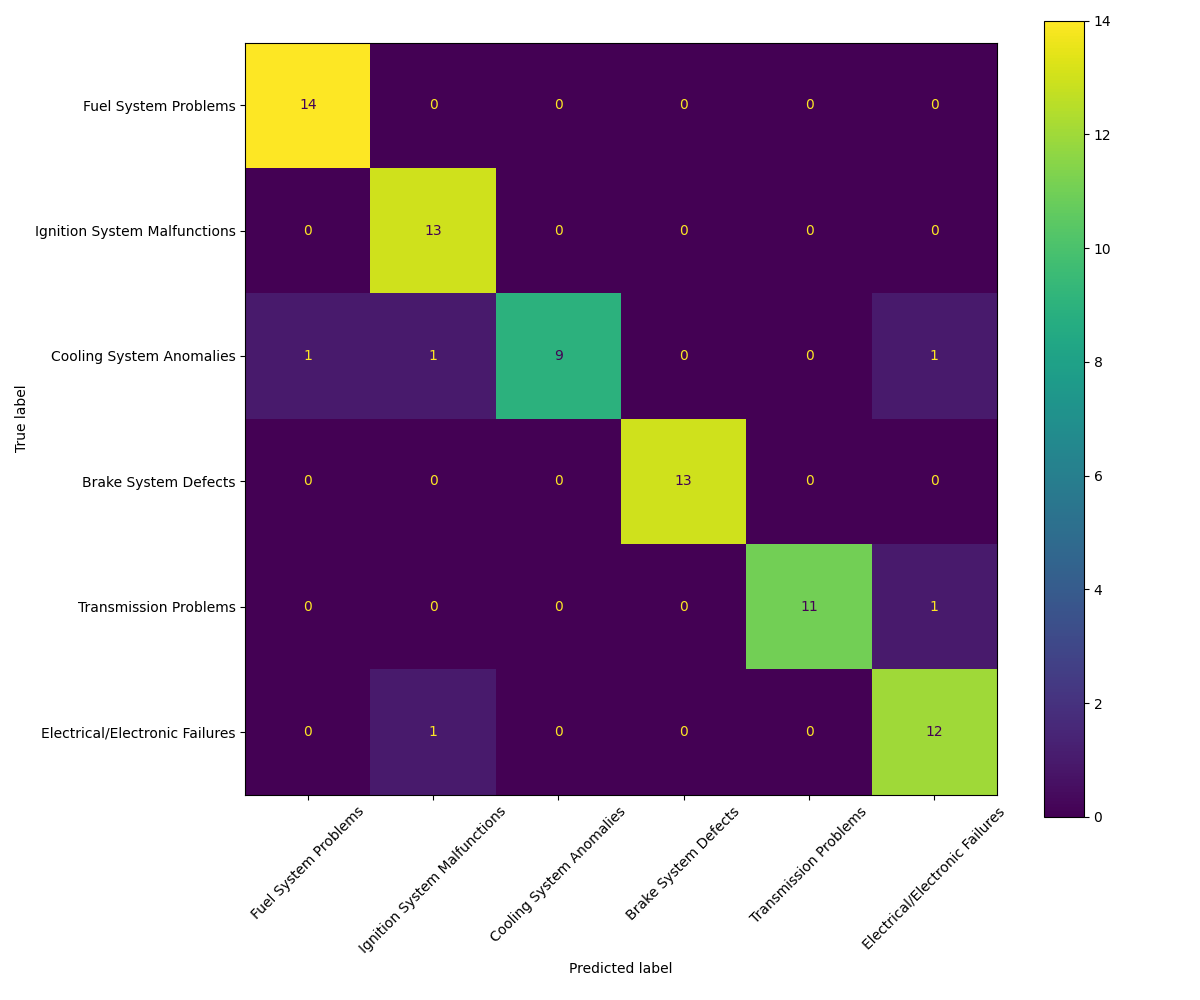 Fuel System Problems 14 0 0 0 0 0
Ignition System Malfunctions 0 13 0 0 0 0
Cooling System Anomalies 1 1 9 0 0 1
Brake System Defects 0 0 0 13 0 0
Transmission Problems 0 0 0 0 11 1
Electrical/Electronic Failures 0 1 0 0 0 12
True label
Fuel System Problems
Ignition System Malfunctions
Cooling System Anomalies
Brake System Defects
Transmission Problems
Electrical/Electronic Failures
Predicted label
14
12
10
8
6
4
2
0